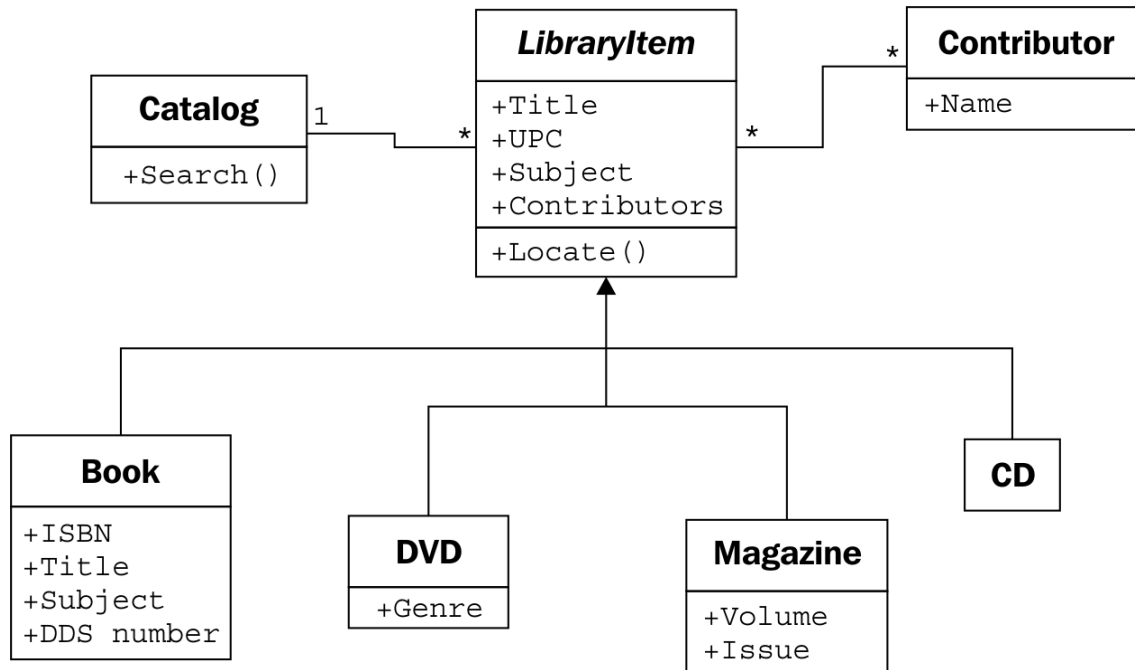 LibraryItem
+Title
+UPC
+Subject
+Contributors
+Locate()
Contributor
+Name
Catalog
+Search()
1
*
*
*
Book
+ISBN
+Title
+Subject
+DDS number
DVD
+Genre
Magazine
+Volume
+Issue
CD